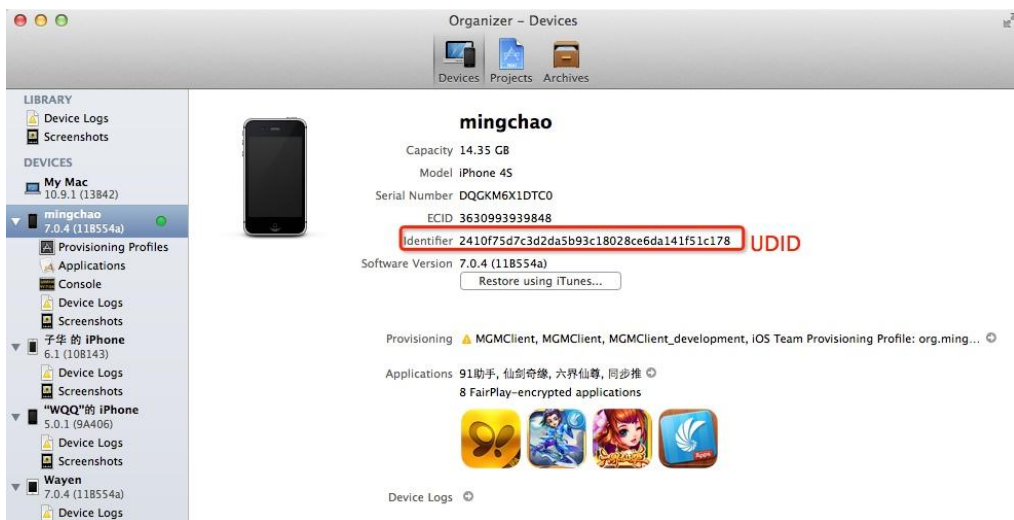 Organizer – Devices
Devices Projects Archives
LIBRARY
Device Logs
Screenshots
DEVICES
My Mac
10.9.1 (13B42)
mingchao
7.0.4 (11B554a)
Provisioning Profiles
Applications
Console
Device Logs
Screenshots
子华 的 iPhone
6.1 (10B143)
Device Logs
Screenshots
"WQQ"的 iPhone
5.0.1 (9A406)
Device Logs
Screenshots
Wayen
7.0.4 (11B554a)
Device Logs
mingchao
Capacity 14.35 GB
Model iPhone 4S
Serial Number DQGKM6X1DTC0
ECID 3630993939848
Identifier 2410f75d7c3d2da5b93c18028ce6da141f51c178 UDID
Software Version 7.0.4 (11B554a)
Restore using iTunes...
Provisioning MGMClient, MGMClient, MGMClient_development, iOS Team Provisioning Profile: org.ming...
Applications 91助手, 仙剑奇缘, 六界仙尊, 同步推
8 FairPlay-encrypted applications
Apps
Device Logs